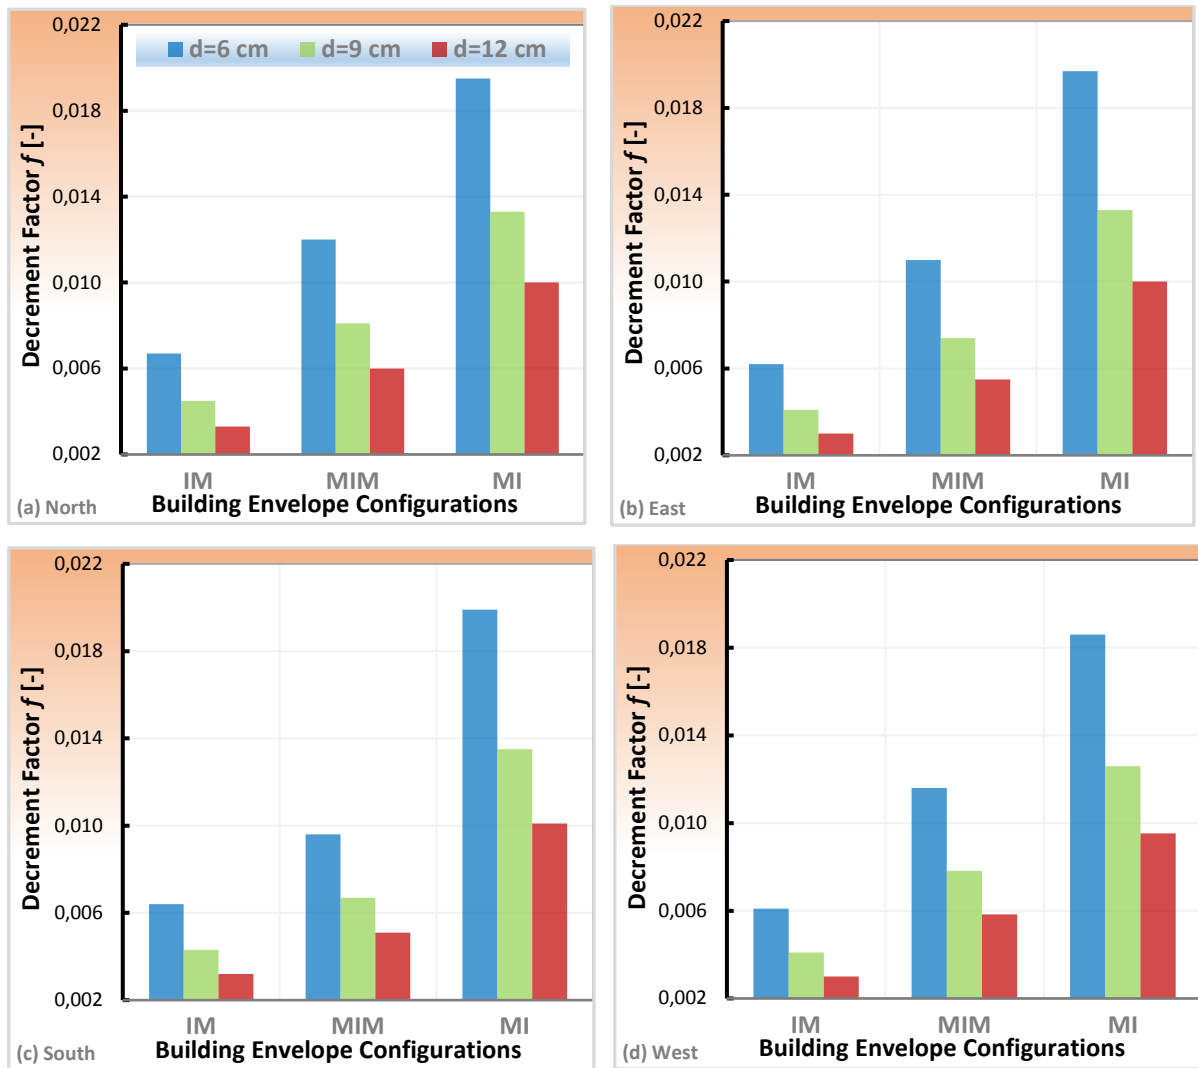 0,022
d=6 cm d=9 cm d=12 cm
0,018
0,014
0,010
0,006
0,002
Decrement Factor f [-]
IM MIM MI
(a) North Building Envelope Configurations
0,022
0,018
0,014
0,010
0,006
0,002
Decrement Factor f [-]
IM MIM MI
(b) East Building Envelope Configurations
0,022
0,018
0,014
0,010
0,006
0,002
Decrement Factor f [-]
IM MIM MI
(c) South Building Envelope Configurations
0,022
0,018
0,014
0,010
0,006
0,002
Decrement Factor f [-]
IM MIM MI
(d) West Building Envelope Configurations